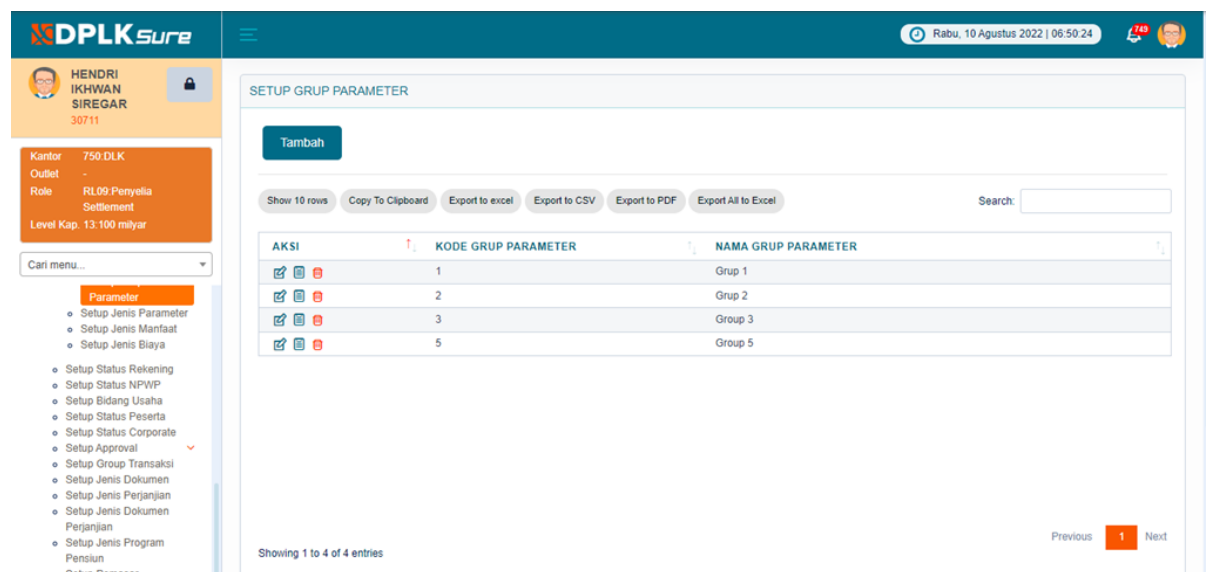 DPLKSure
Rabu, 10 Agustus 2022 | 06:50:24
749
HENDRI
IKHWAN
SIREGAR
30711
Kantor 750:DLK
Outlet -
Role RL09:Penyelia
Settlement
Level Kap. 13:100 milyar
Cari menu...
Parameter
Setup Jenis Parameter
Setup Jenis Manfaat
Setup Jenis Biaya
Setup Status Rekening
Setup Status NPWP
Setup Bidang Usaha
Setup Status Peserta
Setup Status Corporate
Setup Approval
Setup Group Transaksi
Setup Jenis Dokumen
Setup Jenis Perjanjian
Setup Jenis Dokumen
Perjanjian
Setup Jenis Program
Pensiun
SETUP GRUP PARAMETER
Tambah
Show 10 rows Copy To Clipboard Export to excel Export to CSV Export to PDF Export All to Excel Search:
AKSI KODE GRUP PARAMETER NAMA GRUP PARAMETER
1 Grup 1
2 Grup 2
3 Group 3
5 Group 5
Previous 1 Next
Showing 1 to 4 of 4 entries